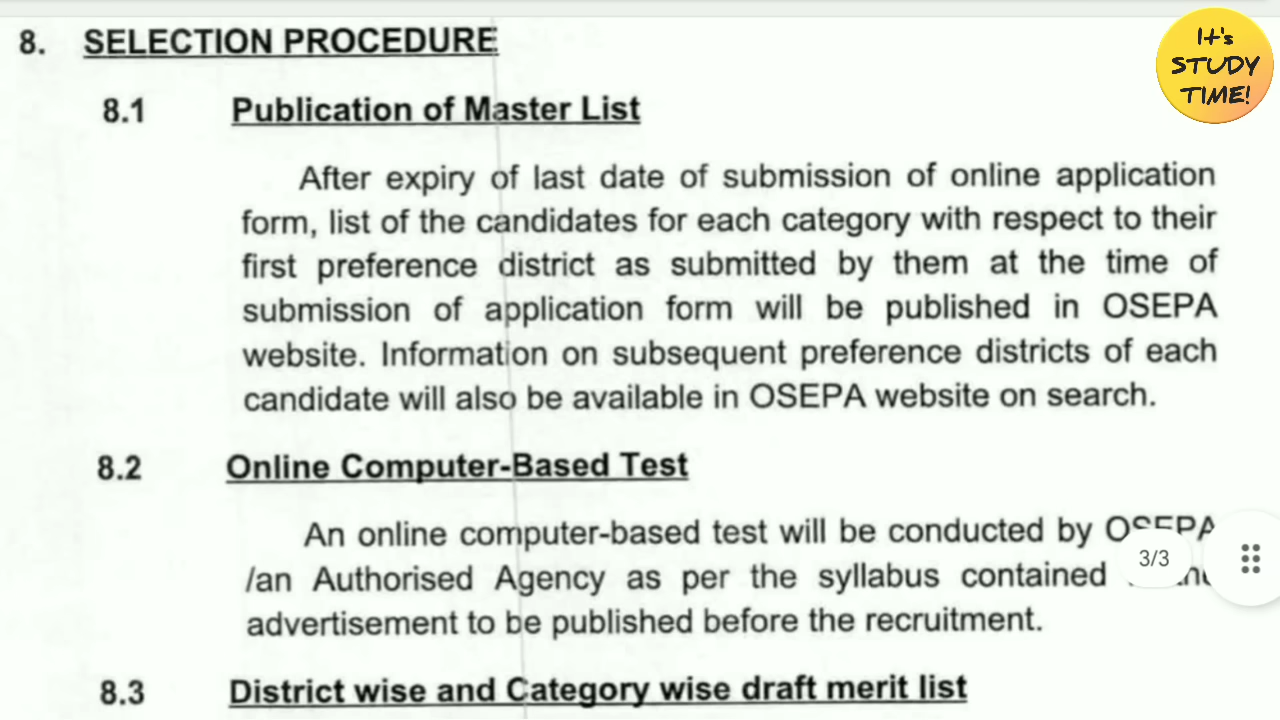 8. SELECTION PROCEDURE
It's
STUDY
TIME!
8.1 Publication of Master List
After expiry of last date of submission of online application
form, list of the candidates for each category with respect to their
first preference district as submitted by them at the time of
submission of application form will be published in OSEPA
website. Information on subsequent preference districts of each
candidate will also be available in OSEPA website on search.
8.2 Online Computer-Based Test
An online computer-based test will be conducted by OSEPA
/an Authorised Agency as per the syllabus contained
3/3
advertisement to be published before the recruitment.
8.3 District wise and Category wise draft merit list